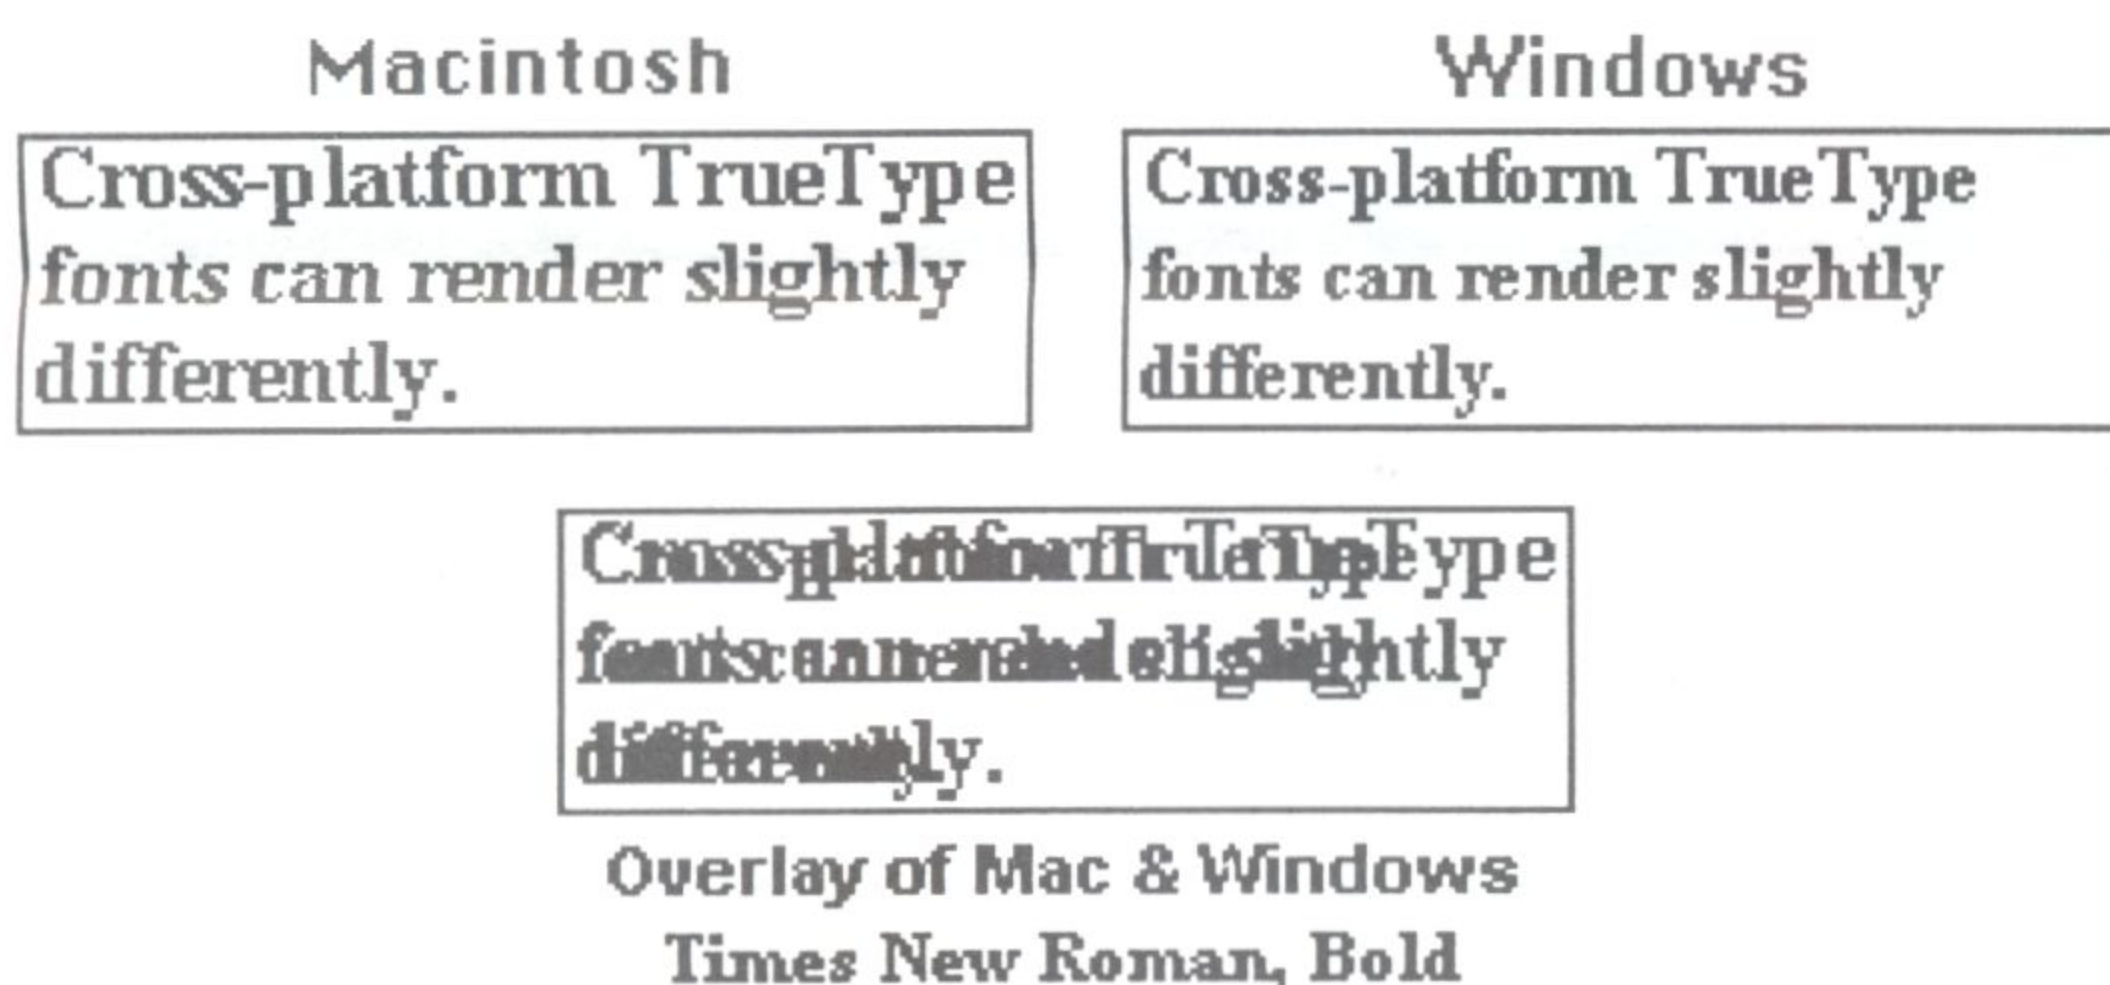 Macintosh
Windows
Cross-platform TrueType
fonts can render slightly
differently.
Cross-platform TrueType
fonts can render slightly
differently.
Overlay of Mac & Windows
Times New Roman, Bold